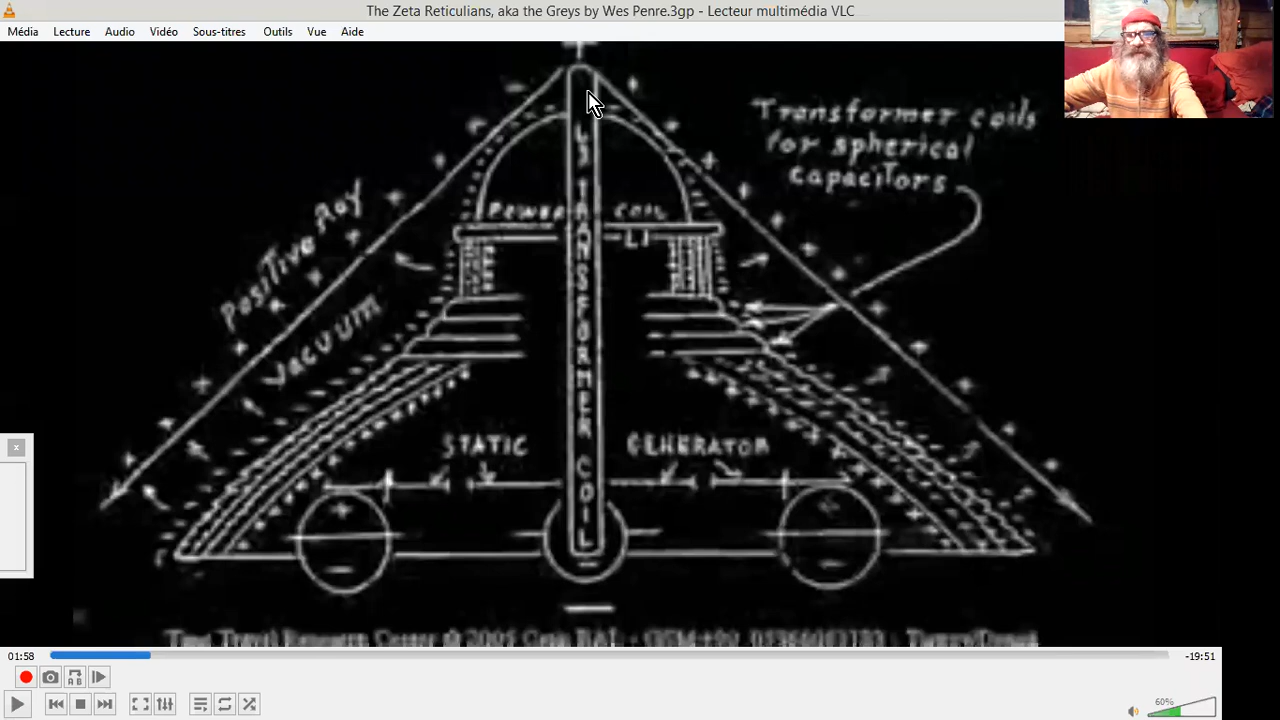 The Zeta Reticulians, aka the Greys by Wes Penre.3gp - Lecteur multimédia VLC
Média Lecture Audio Vidéo Sous-titres Outils Vue Aide
Transformer coils
for spherical
capacitors
Positive Ray
Vacuum
POWER COIL
L1
L3 TRANSFORMER COIL
STATIC GENERATOR
01:58
-19:51
60%